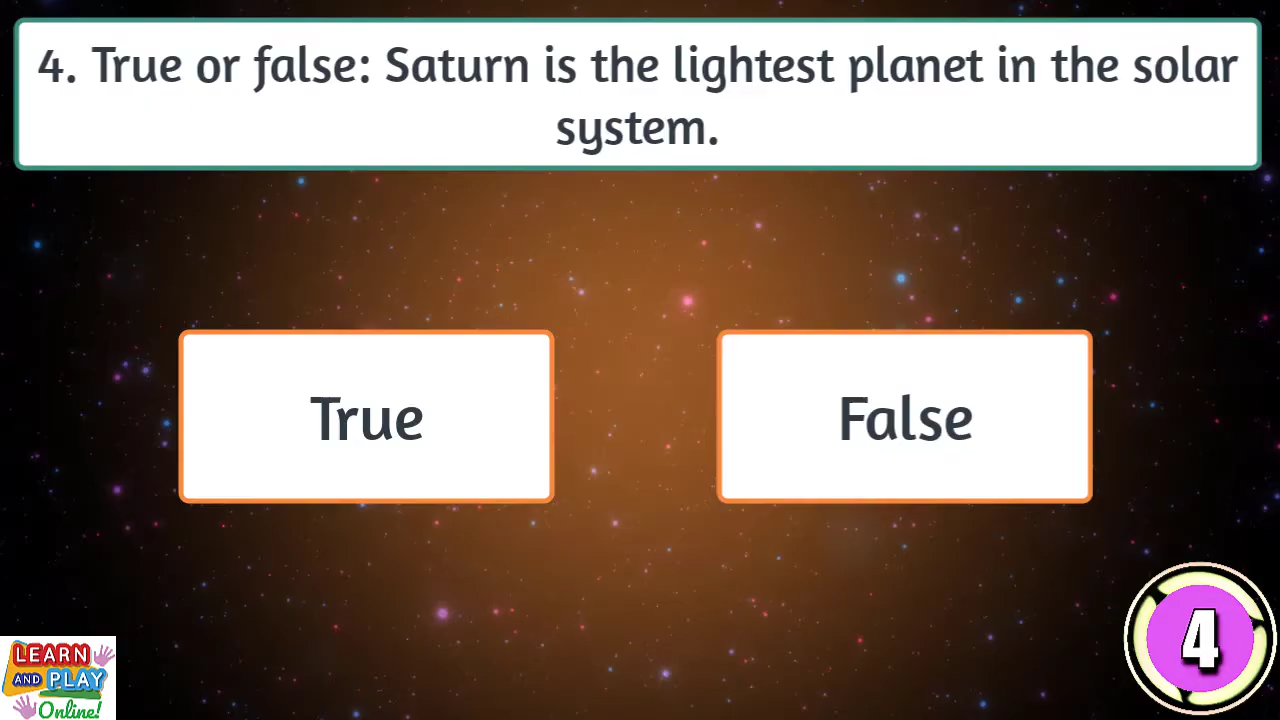 4. True or false: Saturn is the lightest planet in the solar
system.
True
False
4
LEARN
AND PLAY
Online!